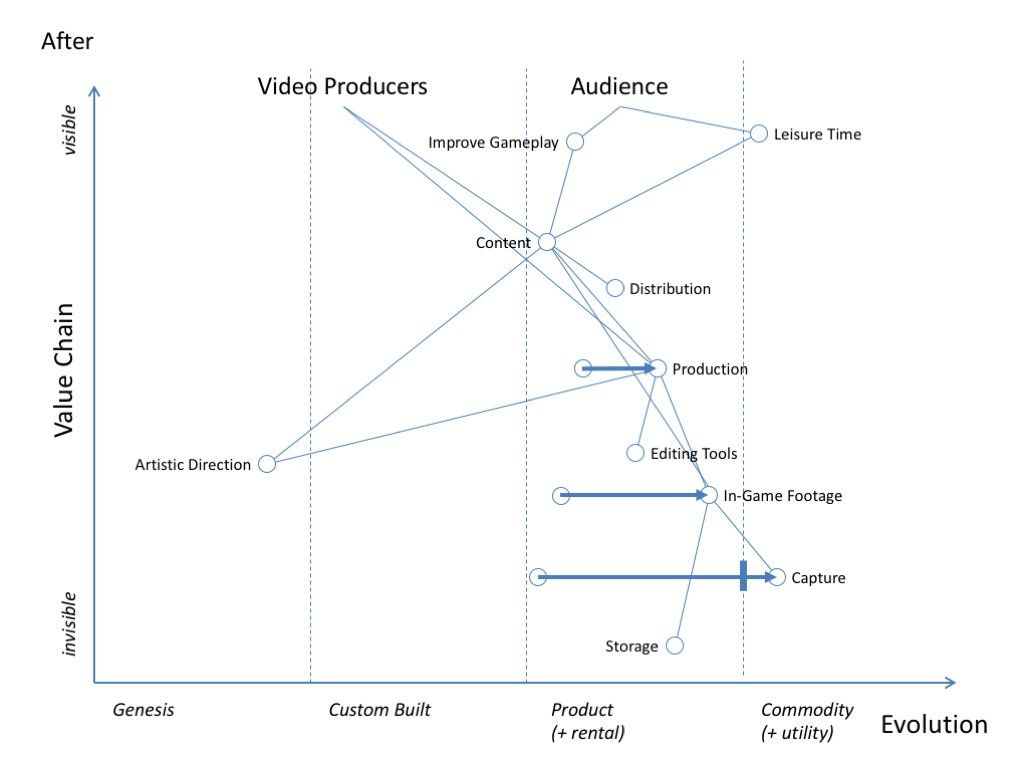 After
Video Producers
Audience
visible
Improve Gameplay
Leisure Time
Content
Distribution
Value Chain
Production
Editing Tools
Artistic Direction
In-Game Footage
Capture
invisible
Storage
Genesis
Custom Built
Product
(+ rental)
Commodity
(+ utility)
Evolution